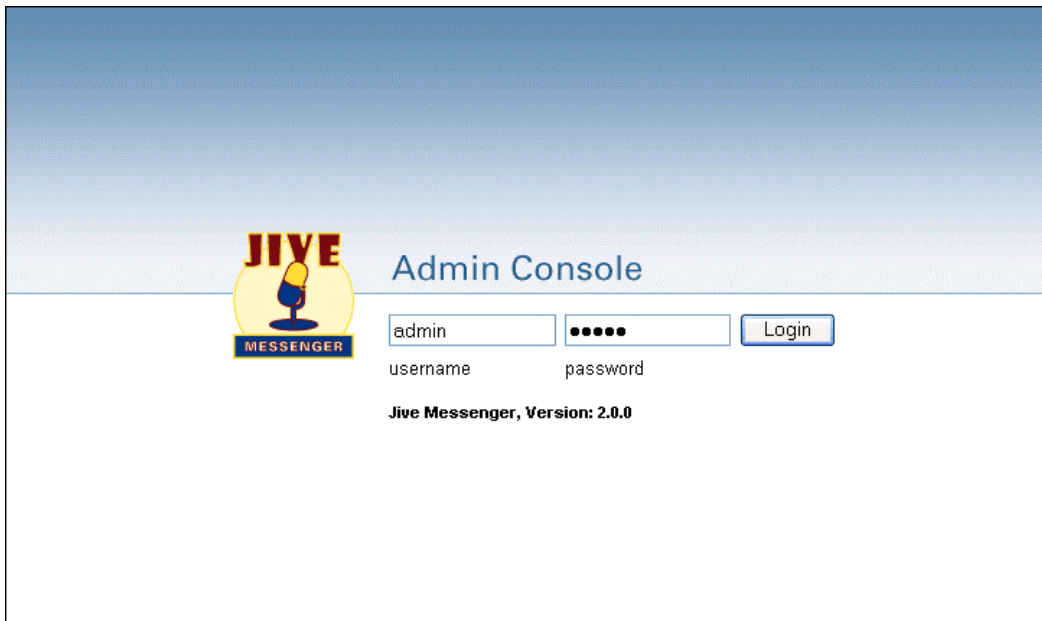 JIVE
MESSENGER
Admin Console
admin ●●●●● Login
username password
Jive Messenger, Version: 2.0.0